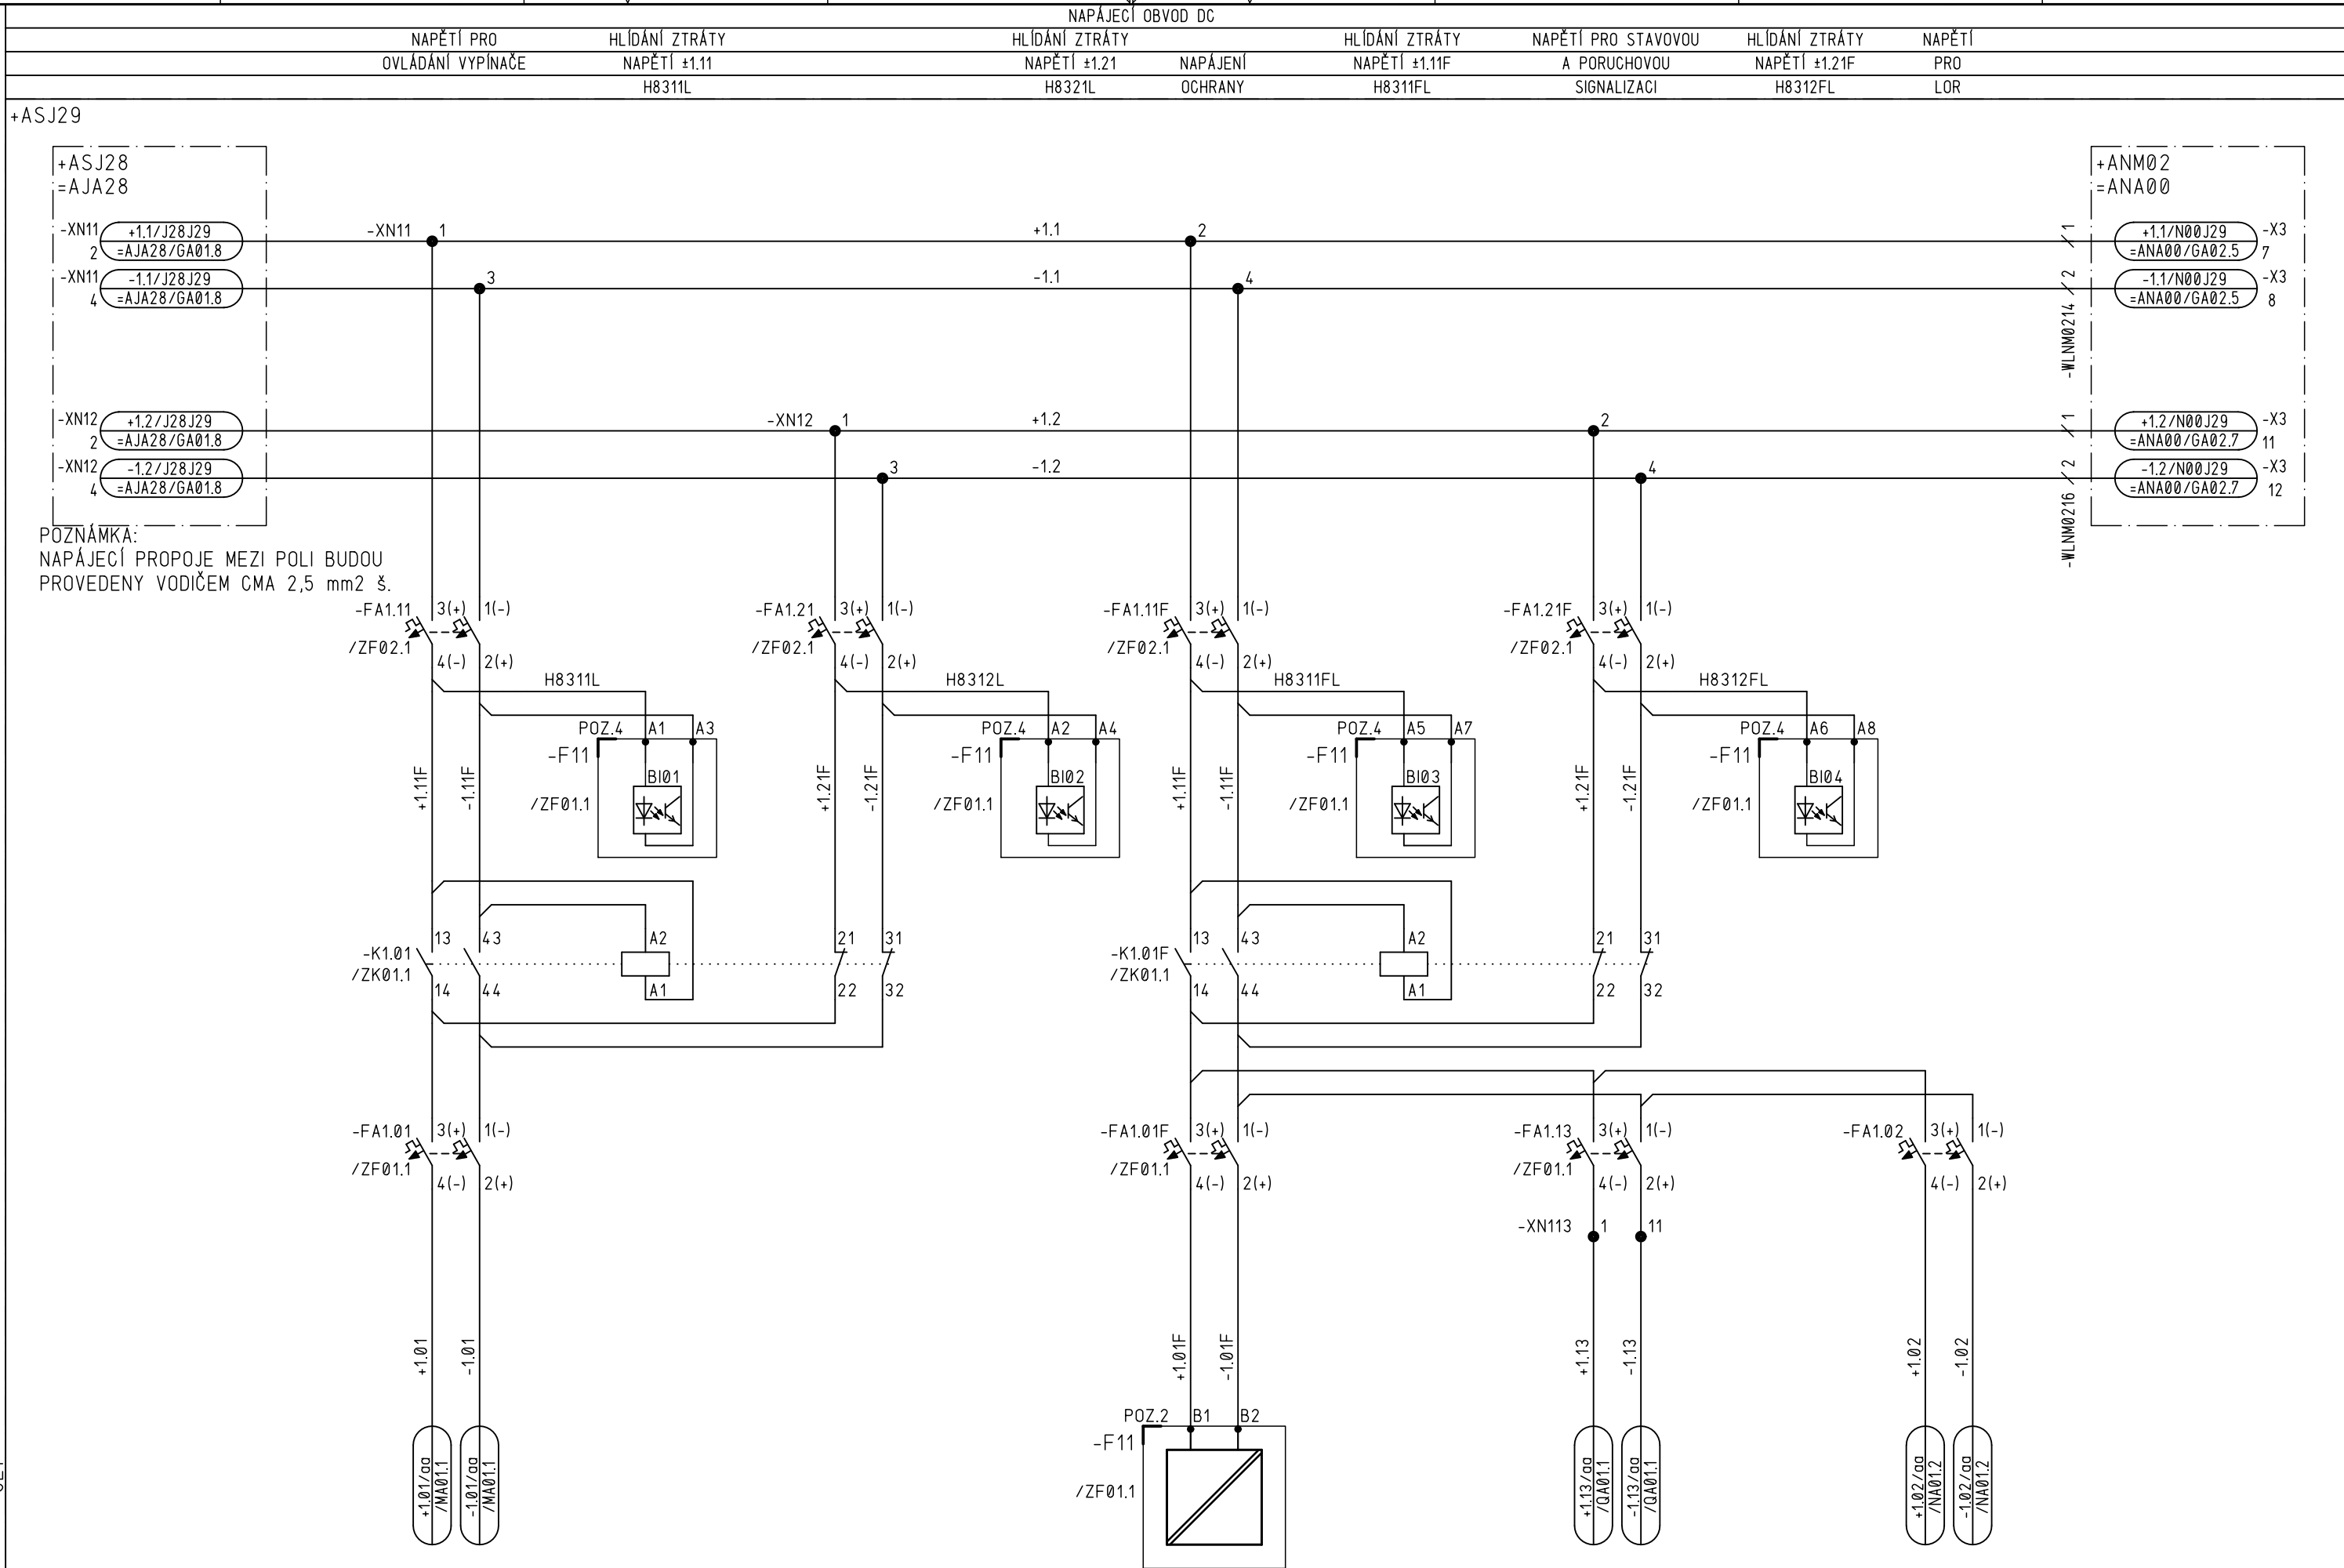 NAPÁJECÍ OBVOD DC
NAPĚTÍ PRO HLÍDÁNÍ ZTRÁTY HLÍDÁNÍ ZTRÁTY HLÍDÁNÍ ZTRÁTY NAPĚTÍ PRO STAVOVOU HLÍDÁNÍ ZTRÁTY NAPĚTÍ
OVLÁDÁNÍ VYPÍNAČE NAPĚTÍ ±1.11 NAPĚTÍ ±1.21 NAPÁJENÍ NAPĚTÍ ±1.11F A PORUCHOVOU NAPĚTÍ ±1.21F PRO
H8311L H8321L OCHRANY H8311FL SIGNALIZACI H8312FL LOR
+ASJ29
+ASJ28 +ANM02
=AJA28 =ANA00
-XN11 +1.1/J28J29 -XN11 1 +1.1 2 1 +1.1/N00J29 -X3
2 =AJA28/GA01.8 =ANA00/GA02.5 7
-XN11 -1.1/J28J29 3 -1.1 4 2 -1.1/N00J29 -X3
4 =AJA28/GA01.8 =ANA00/GA02.5 8
-WLNM0214
-XN12 +1.2/J28J29 -XN12 1 +1.2 2 1 +1.2/N00J29 -X3
2 =AJA28/GA01.8 =ANA00/GA02.7 11
-XN12 -1.2/J28J29 3 -1.2 4 2 -1.2/N00J29 -X3
4 =AJA28/GA01.8 =ANA00/GA02.7 12
-WLNM0216
POZNÁMKA:
NAPÁJECÍ PROPOJE MEZI POLI BUDOU
PROVEDENY VODIČEM CMA 2,5 mm2 š.
-FA1.11 3(+) 1(-) -FA1.21 3(+) 1(-) -FA1.11F 3(+) 1(-) -FA1.21F 3(+) 1(-)
/ZF02.1 /ZF02.1 /ZF02.1 /ZF02.1
4(-) 2(+) 4(-) 2(+) 4(-) 2(+) 4(-) 2(+)
H8311L H8312L H8311FL H8312FL
POZ.4 A1 A3 POZ.4 A2 A4 POZ.4 A5 A7 POZ.4 A6 A8
-F11 -F11 -F11 -F11
BI01 BI02 BI03 BI04
+1.11F -1.11F /ZF01.1 +1.21F -1.21F /ZF01.1 +1.11F -1.11F /ZF01.1 +1.21F -1.21F /ZF01.1
13 43 A2 21 31 13 43 A2 21 31
-K1.01 -K1.01F
/ZK01.1 /ZK01.1
14 44 A1 22 32 14 44 A1 22 32
-FA1.01 3(+) 1(-) -FA1.01F 3(+) 1(-) -FA1.13 3(+) 1(-) -FA1.02 3(+) 1(-)
/ZF01.1 /ZF01.1 /ZF01.1
4(-) 2(+) 4(-) 2(+) 4(-) 2(+) 4(-) 2(+)
-XN113 1 11
+1.01 -1.01 +1.01F -1.01F +1.13 -1.13 +1.02 -1.02
POZ.2 B1 B2
-F11
/ZF01.1
+1.01/aa /MA01.1 -1.01/aa /MA01.1 +1.13/aa /QA01.1 -1.13/aa /QA01.1 +1.02/aa /NA01.2 -1.02/aa /NA01.2